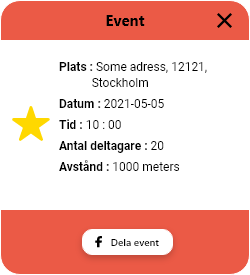 Event
Plats : Some adress, 12121,
Stockholm
Datum : 2021-05-05
Tid : 10 : 00
Antal deltagare : 20
Avstånd : 1000 meters
Dela event